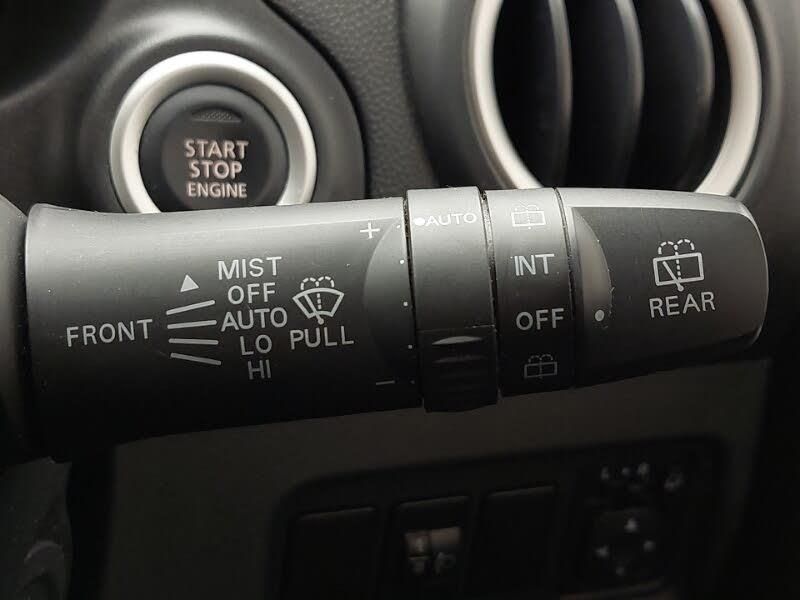 START
STOP
ENGINE
FRONT
MIST
OFF
AUTO
LO
HI
PULL
+
−
AUTO
INT
OFF
REAR
L R